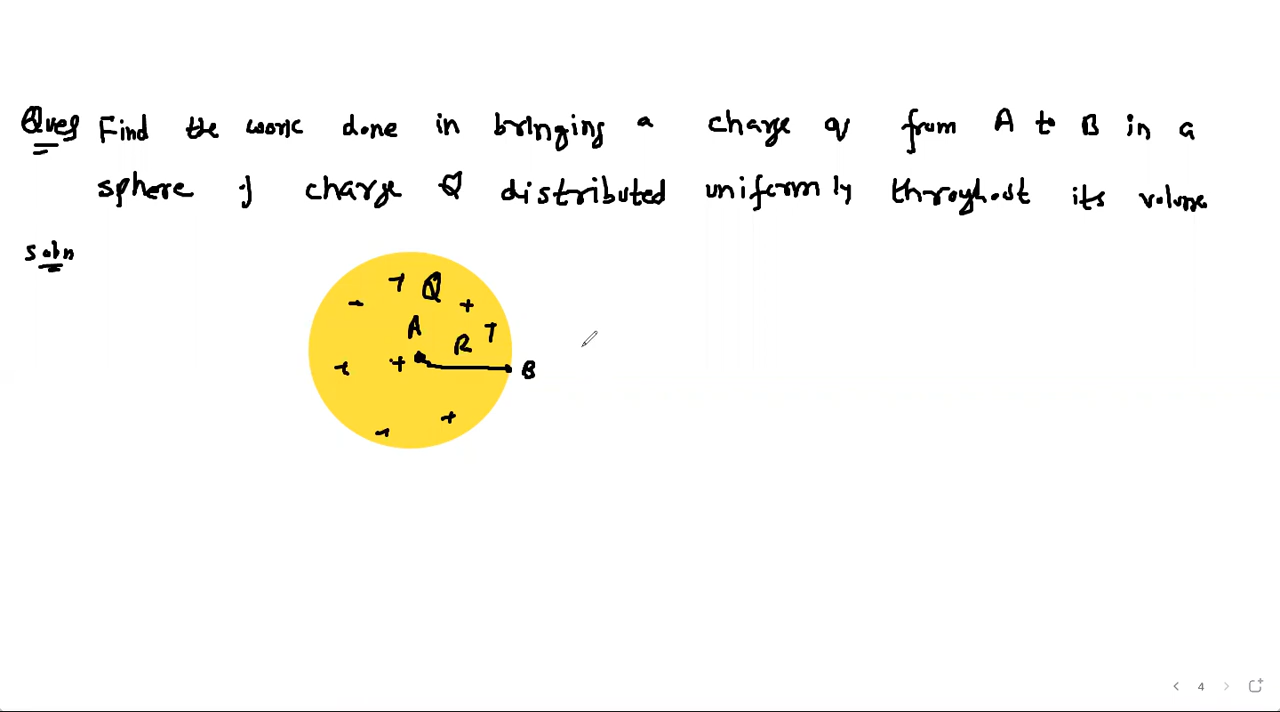 Ques Find the work done in bringing a charge q from A to B in a
sphere of charge Q distributed uniformly throughout its volume
soln
+ Q
- +
A
R +
+ +
B
+
-
4